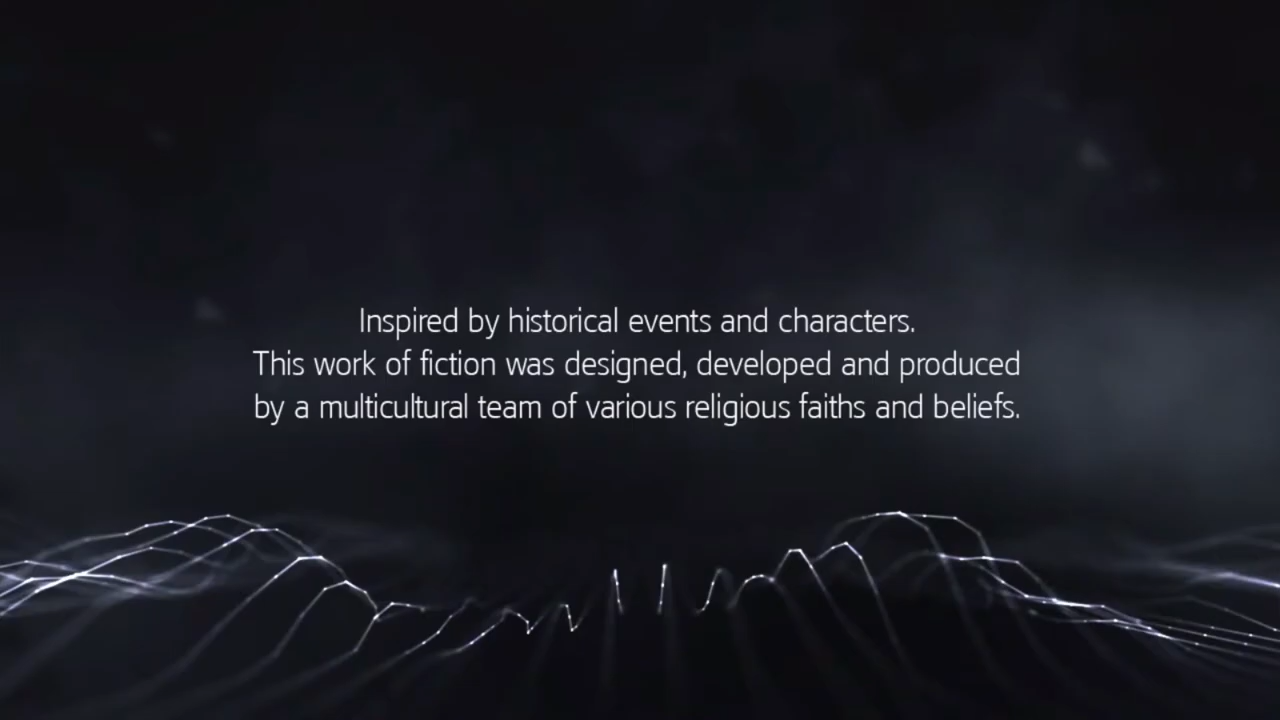 Inspired by historical events and characters.
This work of fiction was designed, developed and produced
by a multicultural team of various religious faiths and beliefs.